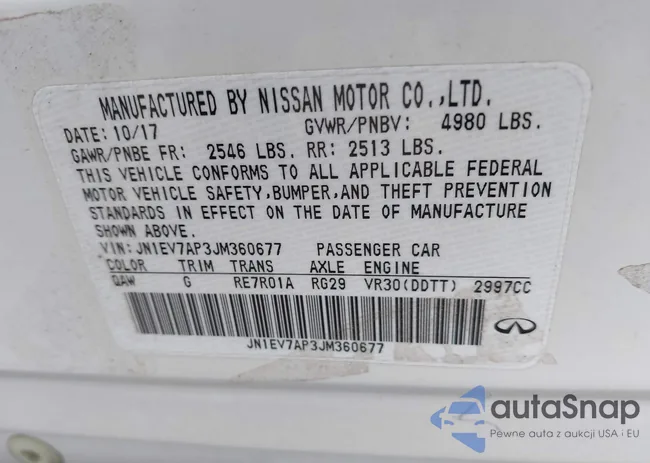 MANUFACTURED BY NISSAN MOTOR CO.,LTD.
DATE: 10/17 GVWR/PNBV: 4980 LBS.
GAWR/PNBE FR: 2546 LBS. RR: 2513 LBS.
THIS VEHICLE CONFORMS TO ALL APPLICABLE FEDERAL
MOTOR VEHICLE SAFETY,BUMPER,AND THEFT PREVENTION
STANDARDS IN EFFECT ON THE DATE OF MANUFACTURE
SHOWN ABOVE.
VIN: JN1EV7AP3JM360677 PASSENGER CAR
COLOR TRIM TRANS AXLE ENGINE
QAW G RE7R01A RG29 VR30(DDTT) 2997CC
JN1EV7AP3JM360677
autaSnap
Pewne auta z aukcji USA i EU